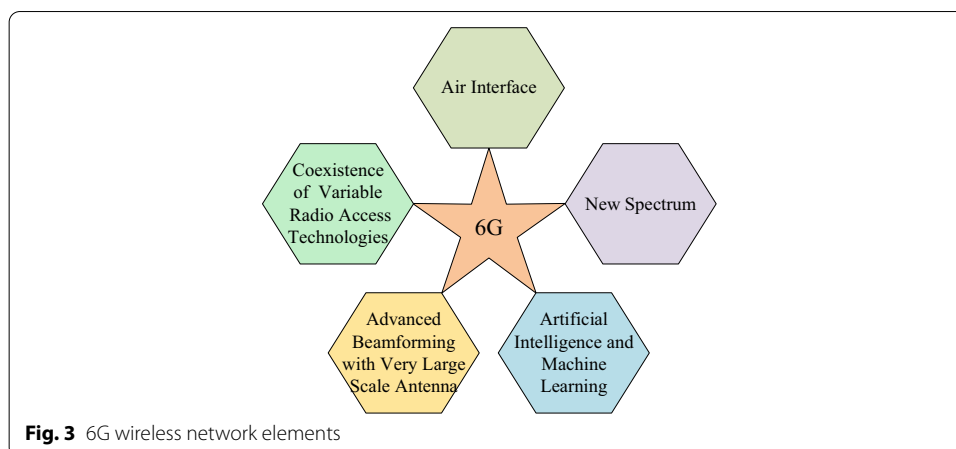 Air Interface
Coexistence
of Variable
Radio Access
Technologies
New Spectrum
6G
Advanced
Beamforming
with Very Large
Scale Antenna
Artificial
Intelligence and
Machine
Learning
Fig. 3 6G wireless network elements